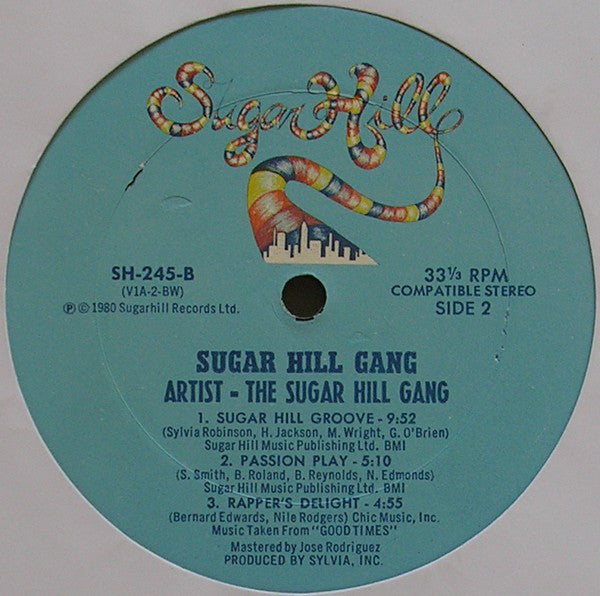 Sugar Hill
SH-245-B
(V1A-2-BW)
℗ © 1980 Sugarhill Records Ltd.
33⅓ RPM
COMPATIBLE STEREO
SIDE 2
SUGAR HILL GANG
ARTIST - THE SUGAR HILL GANG
1. SUGAR HILL GROOVE - 9:52
(Sylvia Robinson, H. Jackson, M. Wright, G. O'Brien)
Sugar Hill Music Publishing Ltd. BMI
2. PASSION PLAY - 5:10
(S. Smith, B. Roland, B. Reynolds, N. Edmonds)
Sugar Hill Music Publishing Ltd. BMI
3. RAPPER'S DELIGHT - 4:55
(Bernard Edwards, Nile Rodgers) Chic Music, Inc.
Music Taken From "GOOD TIMES"
Mastered by Jose Rodriguez
PRODUCED BY SYLVIA, INC.